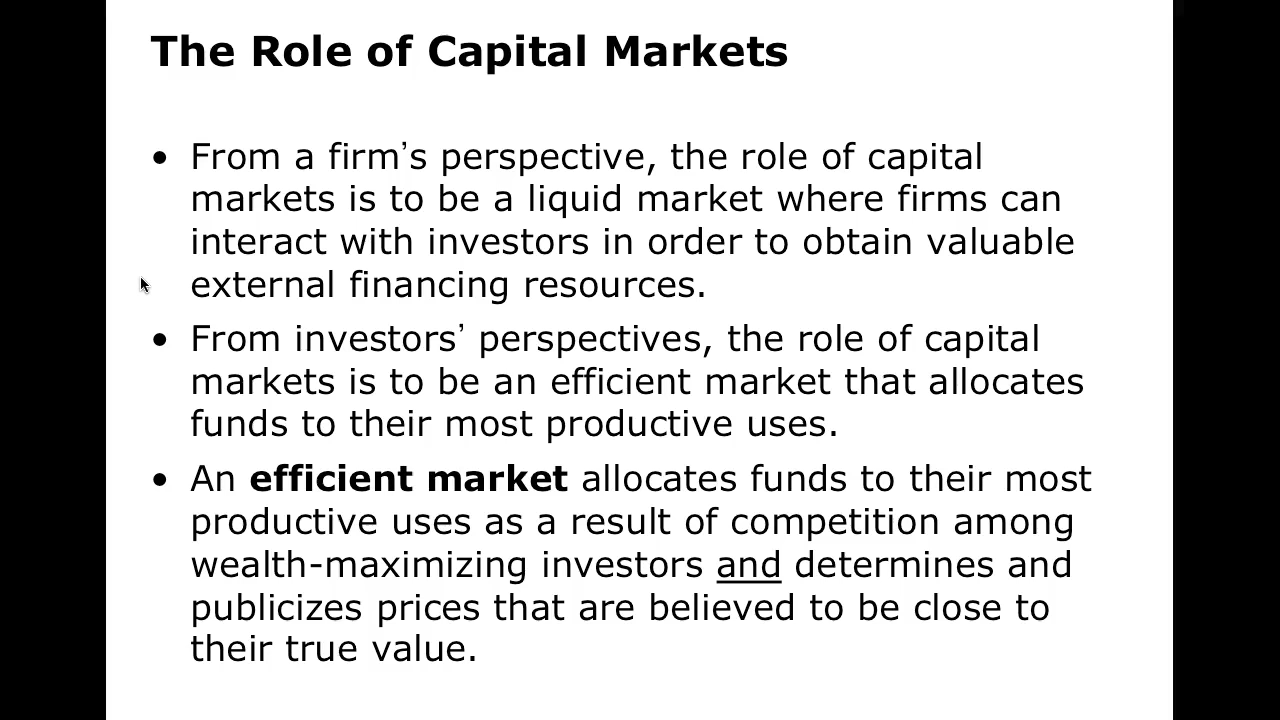 The Role of Capital Markets
• From a firm’s perspective, the role of capital
markets is to be a liquid market where firms can
interact with investors in order to obtain valuable
external financing resources.
• From investors’ perspectives, the role of capital
markets is to be an efficient market that allocates
funds to their most productive uses.
• An efficient market allocates funds to their most
productive uses as a result of competition among
wealth-maximizing investors and determines and
publicizes prices that are believed to be close to
their true value.